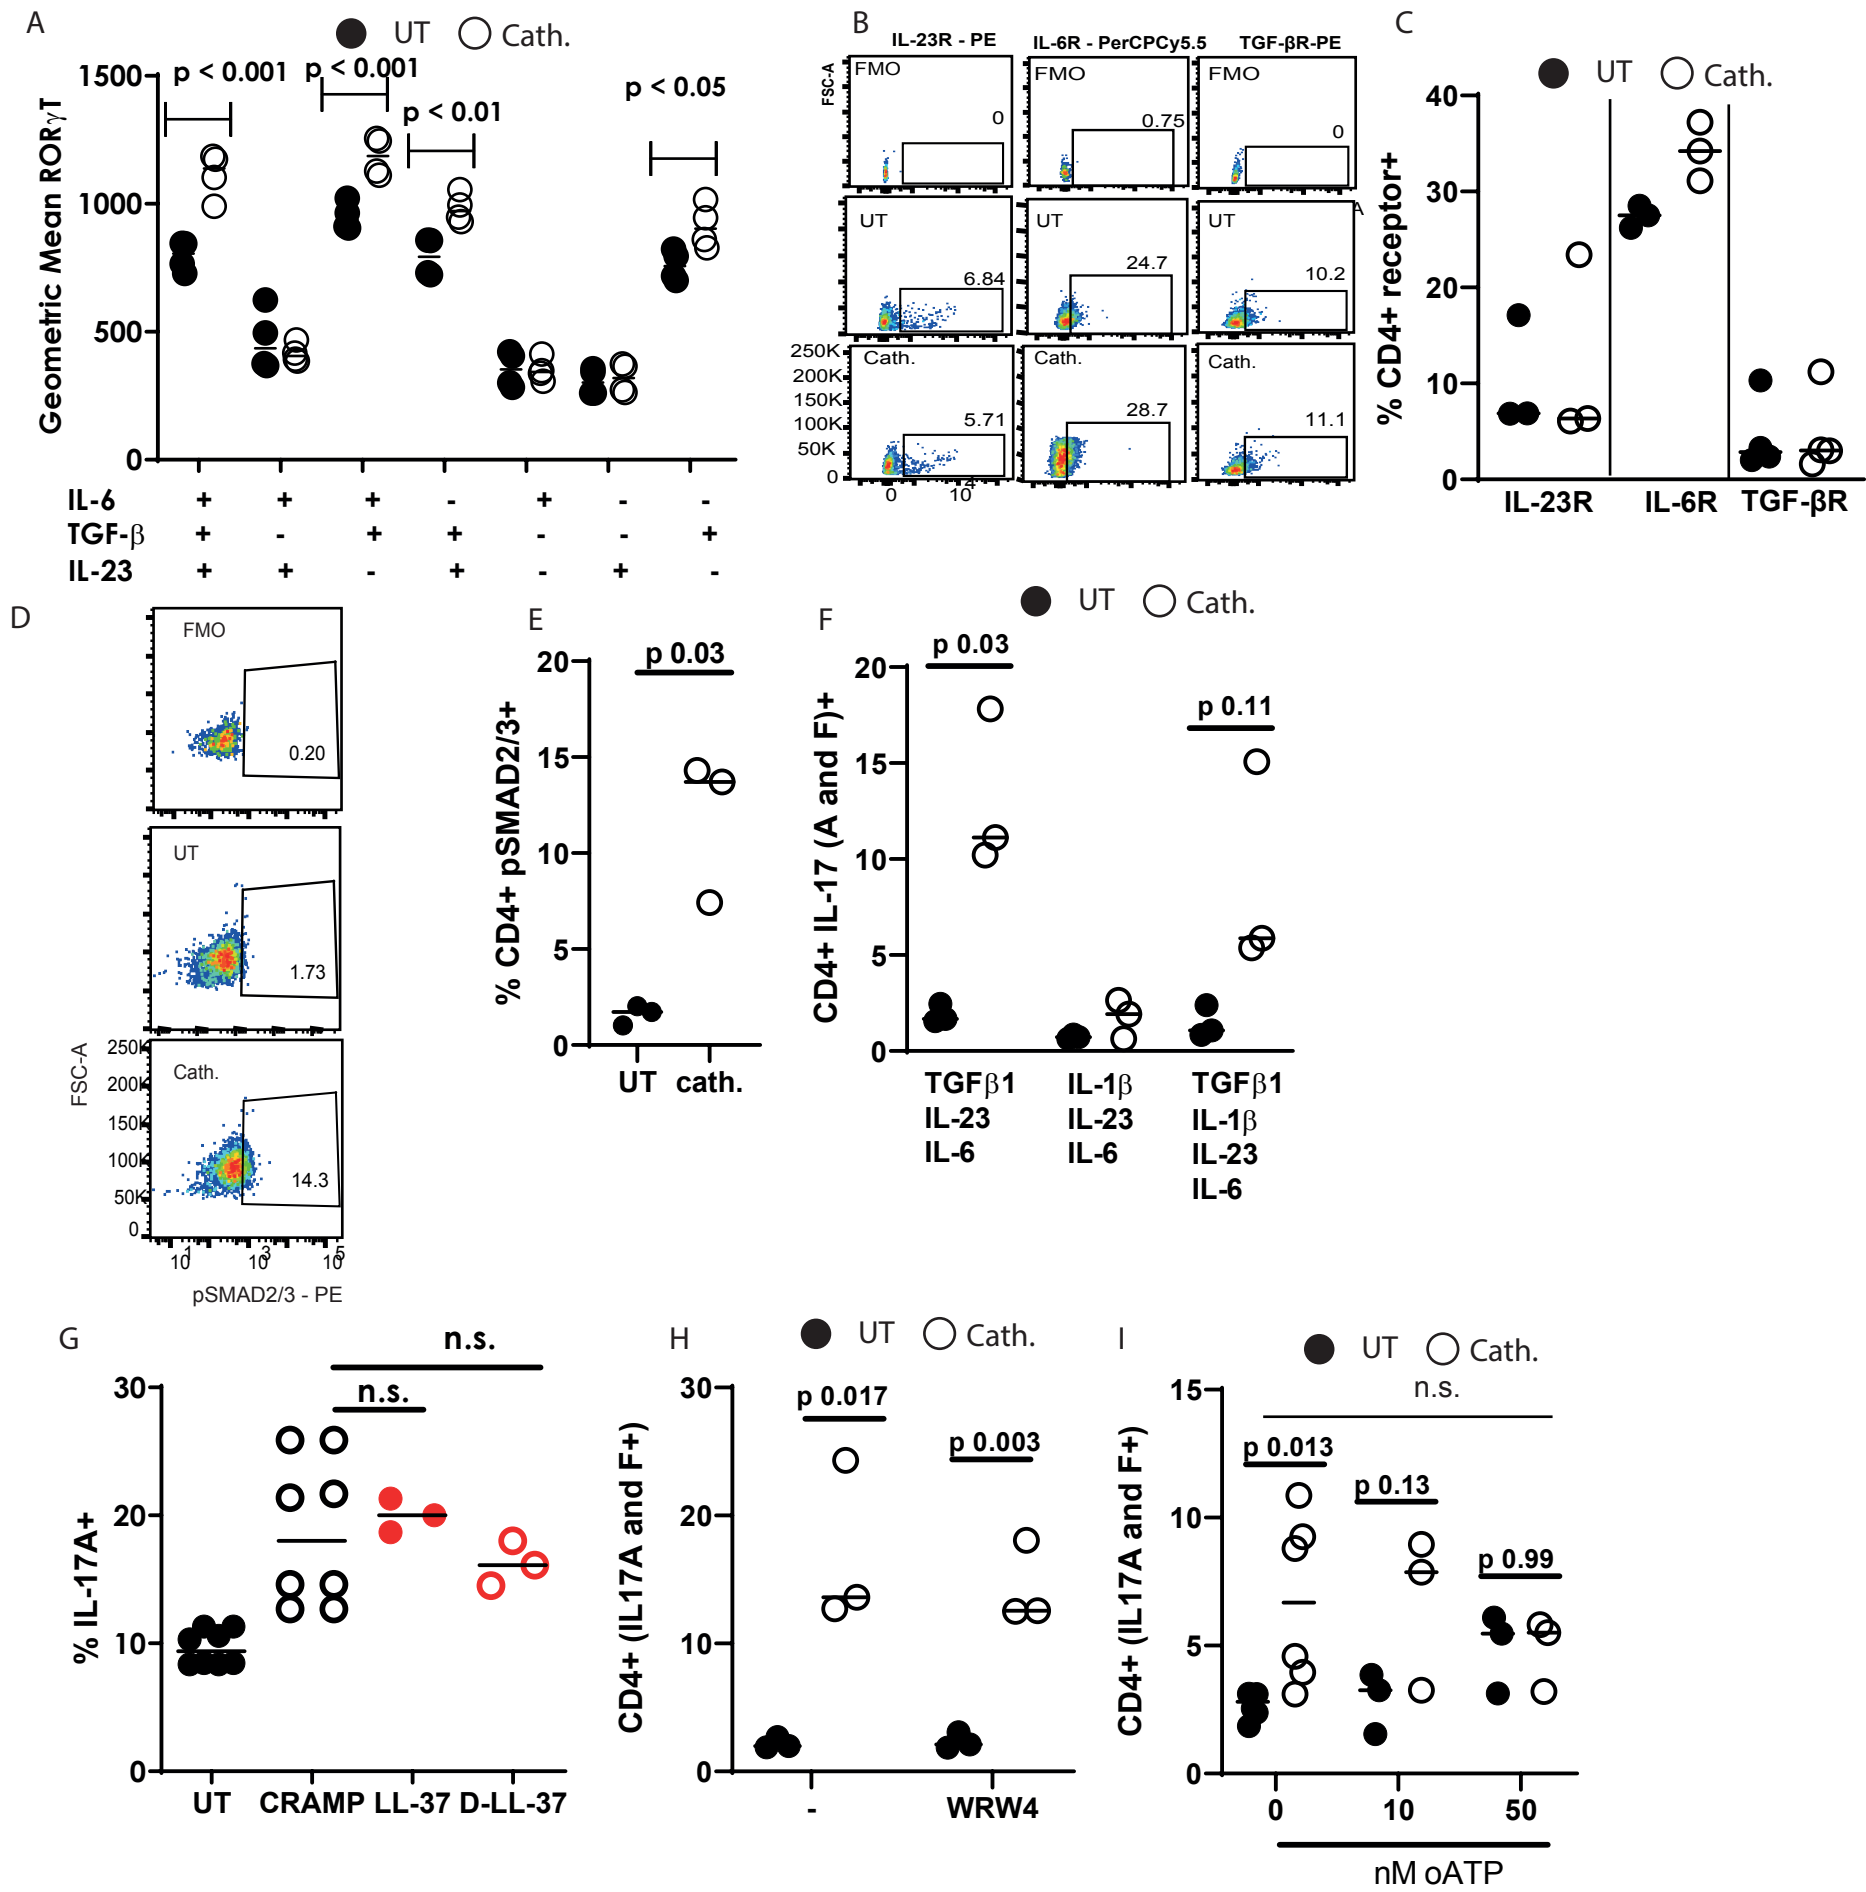 A
UT Cath.
p < 0.001 p < 0.001
p < 0.01
p < 0.05
Geometric Mean RORγT
1500
1000
500
0
IL-6 + + + - + - -
TGF-β + - + + - - +
IL-23 + + - + - + -
B
IL-23R - PE IL-6R - PerCPCy5.5 TGF-βR-PE
FSC-A
FMO FMO FMO
0 0.75 0
UT UT UT
A
6.84 24.7 10.2
Cath. Cath. Cath.
5.71 28.7 11.1
250K
200K
150K
100K
50K
0
0 10 4
C
UT Cath.
% CD4+ receptor+
40
30
20
10
0
IL-23R IL-6R TGF-βR
D
FMO
0.20
UT
1.73
Cath.
14.3
FSC-A
250K
200K
150K
100K
50K
0
10 1 10 3 10 5
pSMAD2/3 - PE
E
p 0.03
% CD4+ pSMAD2/3+
20
15
10
5
0
UT cath.
F
UT Cath.
p 0.03
p 0.11
CD4+ IL-17 (A and F)+
20
15
10
5
0
TGFβ1 IL-1β TGFβ1
IL-23 IL-23 IL-1β
IL-6 IL-6 IL-23
IL-6
G
n.s.
n.s.
% IL-17A+
30
20
10
0
UT CRAMP LL-37 D-LL-37
H
UT Cath.
p 0.017
p 0.003
CD4+ (IL17A and F+)
30
20
10
0
- WRW4
I
UT Cath.
n.s.
p 0.013
p 0.13
p 0.99
CD4+ (IL17A and F+)
15
10
5
0
0 10 50
nM oATP